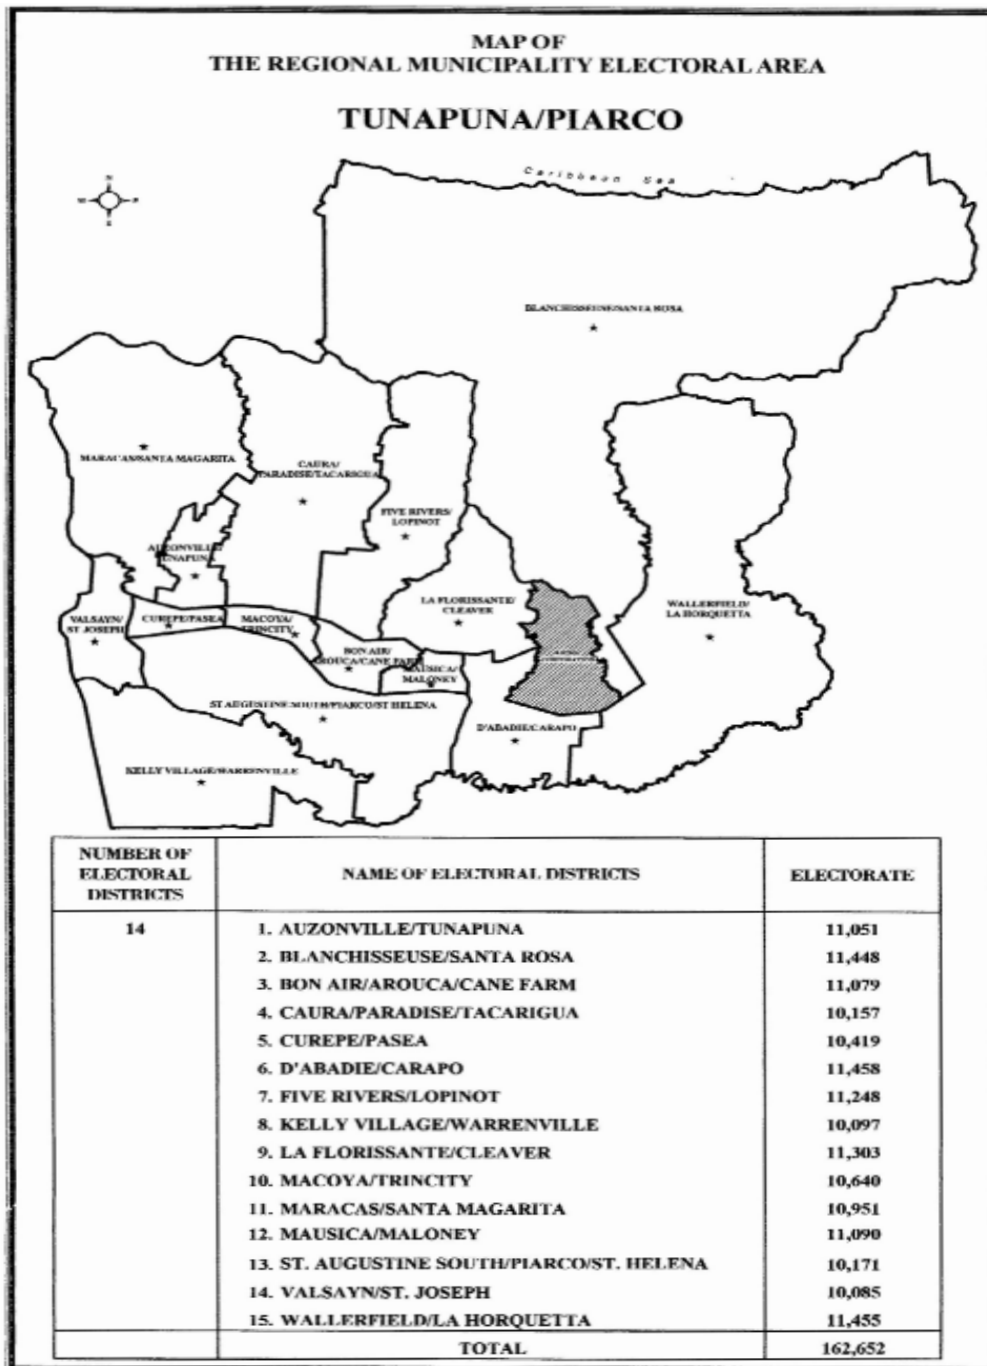 MAP OF
THE REGIONAL MUNICIPALITY ELECTORAL AREA
TUNAPUNA/PIARCO
N
Caribbean Sea
BLANCHISSEUSE/SANTA ROSA
MARACAS/SANTA MAGARITA
CAURA/
PARADISE/TACARIGUA
FIVE RIVERS/
LOPINOT
AUZONVILLE/
TUNAPUNA
LA FLORISSANTE/
CLEAVER
WALLERFIELD/
LA HORQUETTA
VALSAYN/
ST JOSEPH
CUREPE/PASEA
MACOYA/
TRINCITY
BON AIR/
AROUCA/CANE FARM
MAUSICA/
MALONEY
ST AUGUSTINE SOUTH/PIARCO/ST HELENA
D'ABADIE/CARAPO
KELLY VILLAGE/WARRENVILLE
NUMBER OF
ELECTORAL
DISTRICTS
NAME OF ELECTORAL DISTRICTS
ELECTORATE
14
1. AUZONVILLE/TUNAPUNA 11,051
2. BLANCHISSEUSE/SANTA ROSA 11,448
3. BON AIR/AROUCA/CANE FARM 11,079
4. CAURA/PARADISE/TACARIGUA 10,157
5. CUREPE/PASEA 10,419
6. D'ABADIE/CARAPO 11,458
7. FIVE RIVERS/LOPINOT 11,248
8. KELLY VILLAGE/WARRENVILLE 10,097
9. LA FLORISSANTE/CLEAVER 11,303
10. MACOYA/TRINCITY 10,640
11. MARACAS/SANTA MAGARITA 10,951
12. MAUSICA/MALONEY 11,090
13. ST. AUGUSTINE SOUTH/PIARCO/ST. HELENA 10,171
14. VALSAYN/ST. JOSEPH 10,085
15. WALLERFIELD/LA HORQUETTA 11,455
TOTAL 162,652